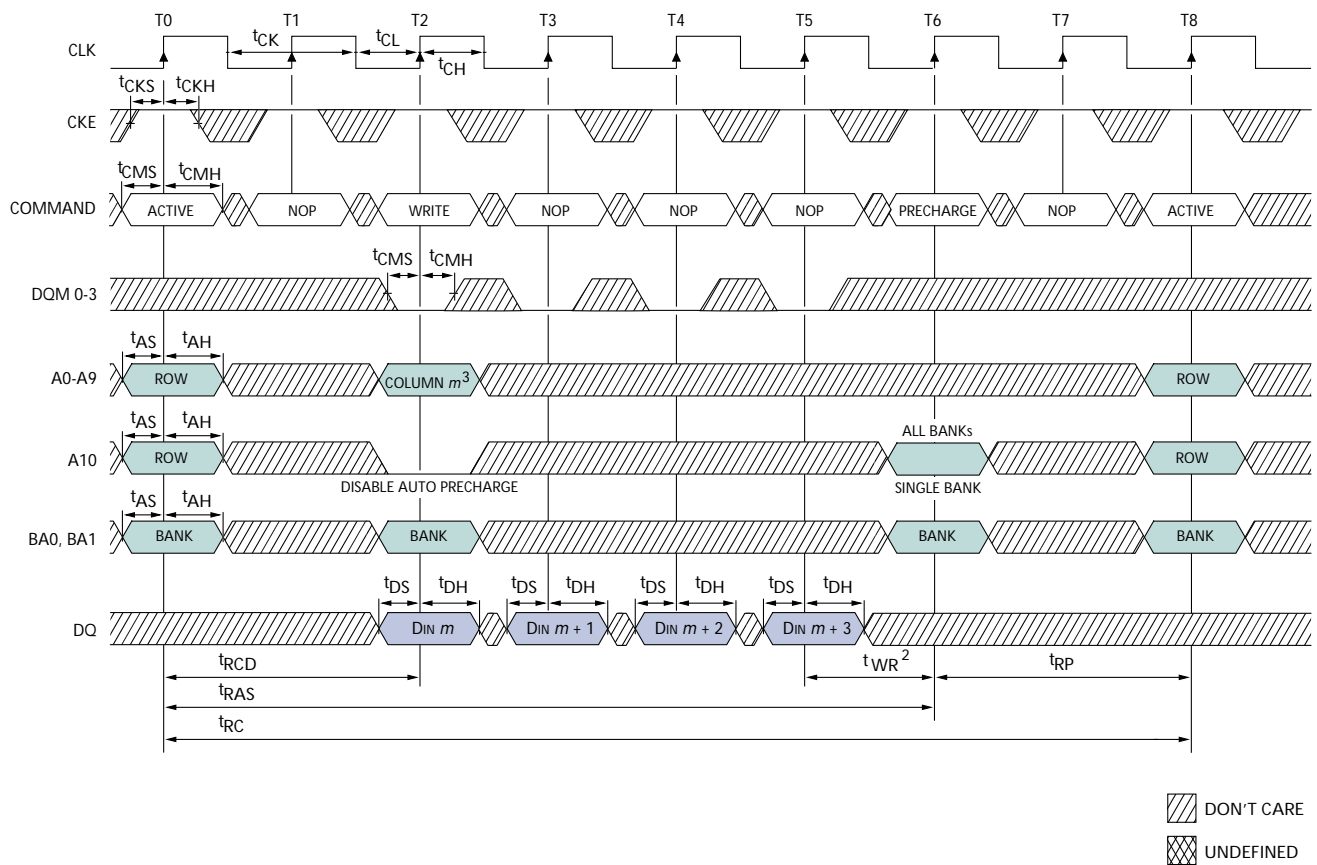 T0 T1 T2 T3 T4 T5 T6 T7 T8
CLK
tCK
tCL
tCH
tCKS tCKH
CKE
tCMS tCMH
COMMAND ACTIVE NOP WRITE NOP NOP NOP PRECHARGE NOP ACTIVE
tCMS tCMH
DQM 0-3
tAS tAH
A0-A9 ROW COLUMN m3 ROW
tAS tAH ALL BANKs
A10 ROW ROW
DISABLE AUTO PRECHARGE SINGLE BANK
tAS tAH
BA0, BA1 BANK BANK BANK BANK
tDS tDH tDS tDH tDS tDH tDS tDH
DQ DIN m DIN m + 1 DIN m + 2 DIN m + 3
tRCD tWR2 tRP
tRAS
tRC
DON'T CARE
UNDEFINED